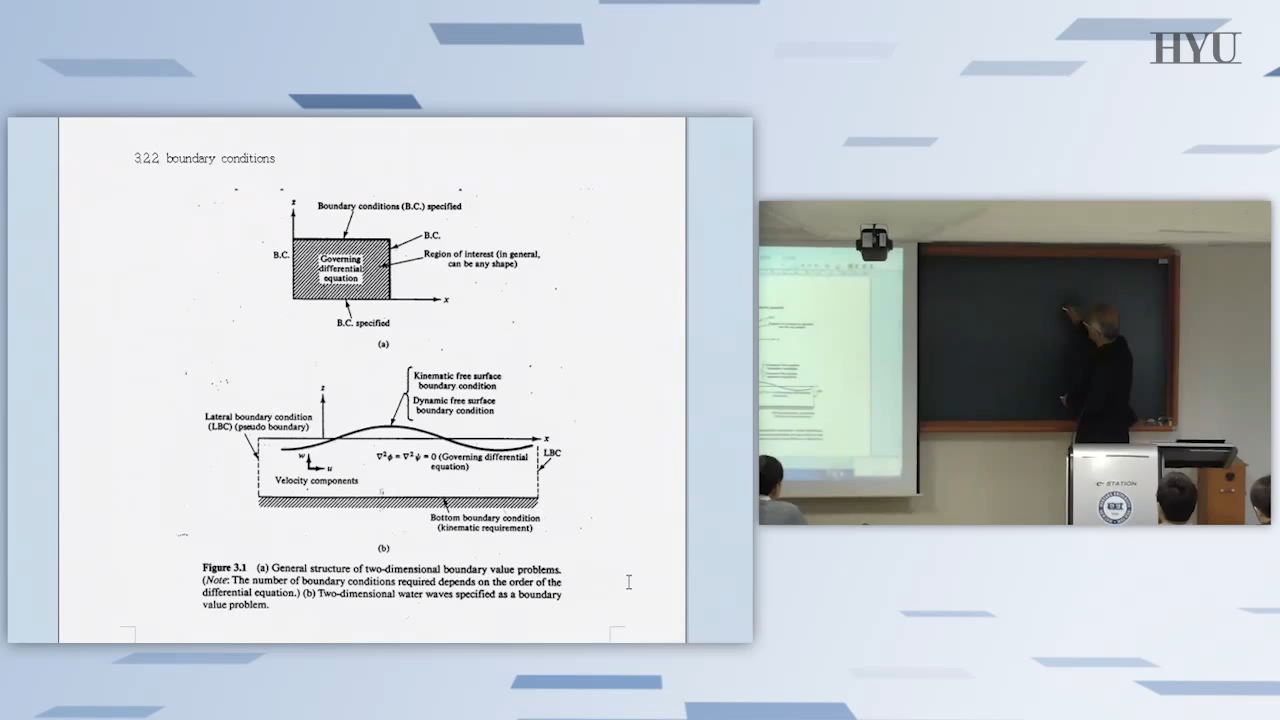 HYU
3.2.2. boundary conditions
z
Boundary conditions (B.C.) specified
B.C.
B.C.
Region of interest (in general,
can be any shape)
Governing
differential
equation
x
B.C. specified
(a)
Kinematic free surface
boundary condition
Dynamic free surface
boundary condition
z
Lateral boundary condition
(LBC) (pseudo boundary)
x
LBC
w
u
∇²φ = ∇²ψ = 0 (Governing differential
equation)
Velocity components
Bottom boundary condition
(kinematic requirement)
(b)
Figure 3.1 (a) General structure of two-dimensional boundary value problems.
(Note: The number of boundary conditions required depends on the order of the
differential equation.) (b) Two-dimensional water waves specified as a boundary
value problem.
e-STATION